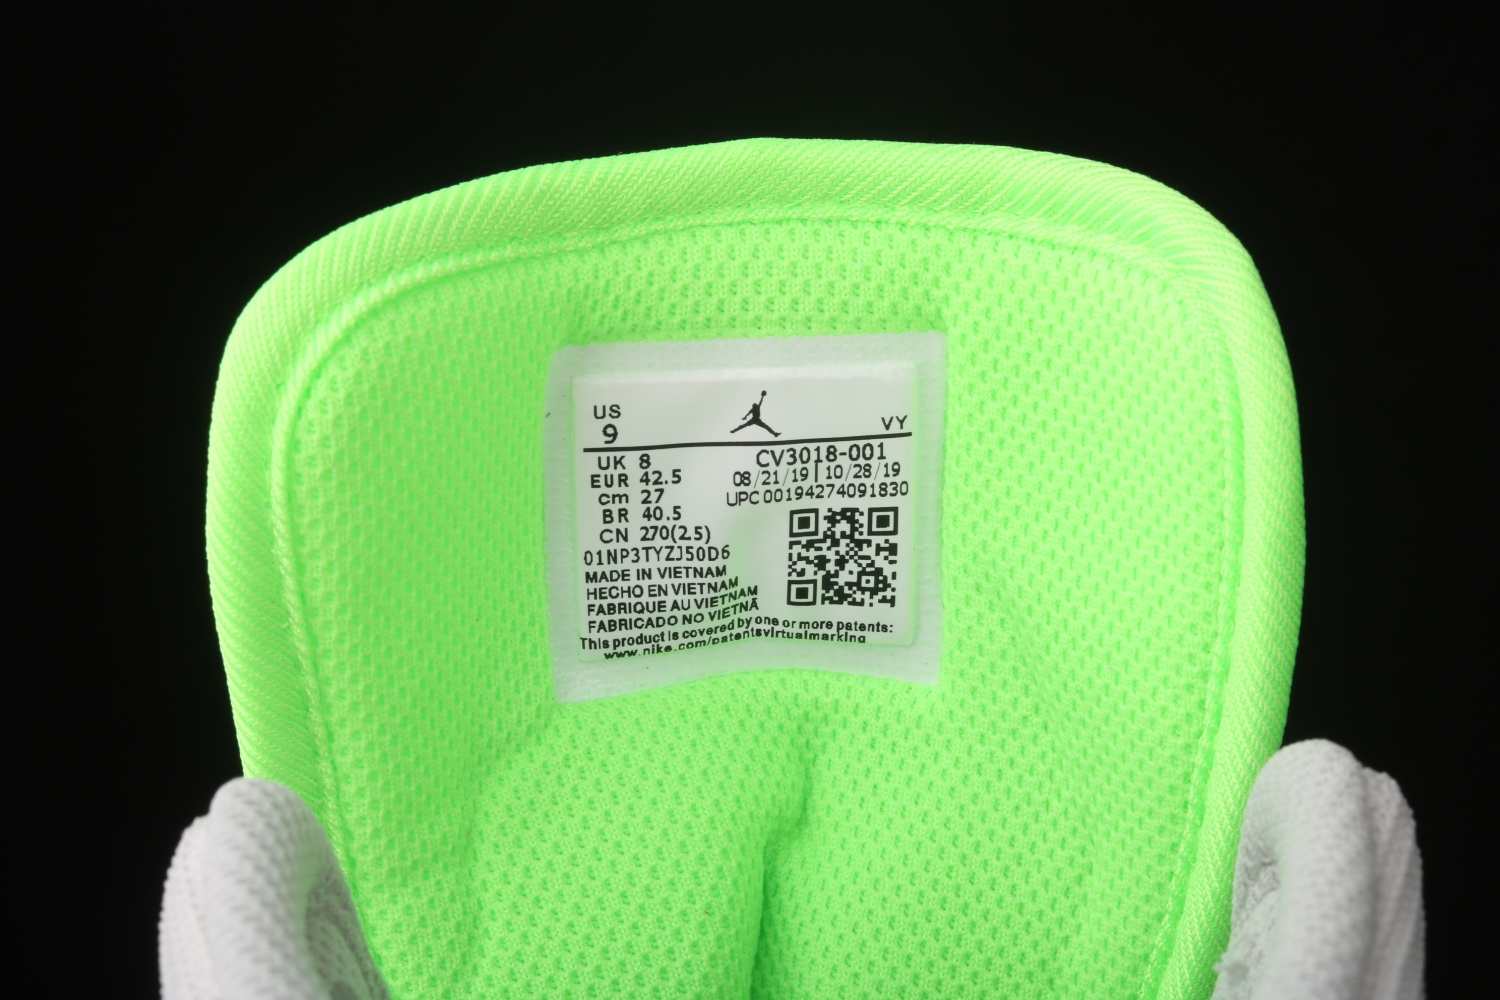 US
9
VY
UK 8
EUR 42.5
cm 27
BR 40.5
CN 270(2.5)
CV3018-001
08/21/19 | 10/28/19
UPC 00194274091830
01NP3TYZJ50D6
MADE IN VIETNAM
HECHO EN VIETNAM
FABRIQUE AU VIETNAM
FABRICADO NO VIETNÃ
This product is covered by one or more patents:
www.nike.com/patentsvirtualmarking